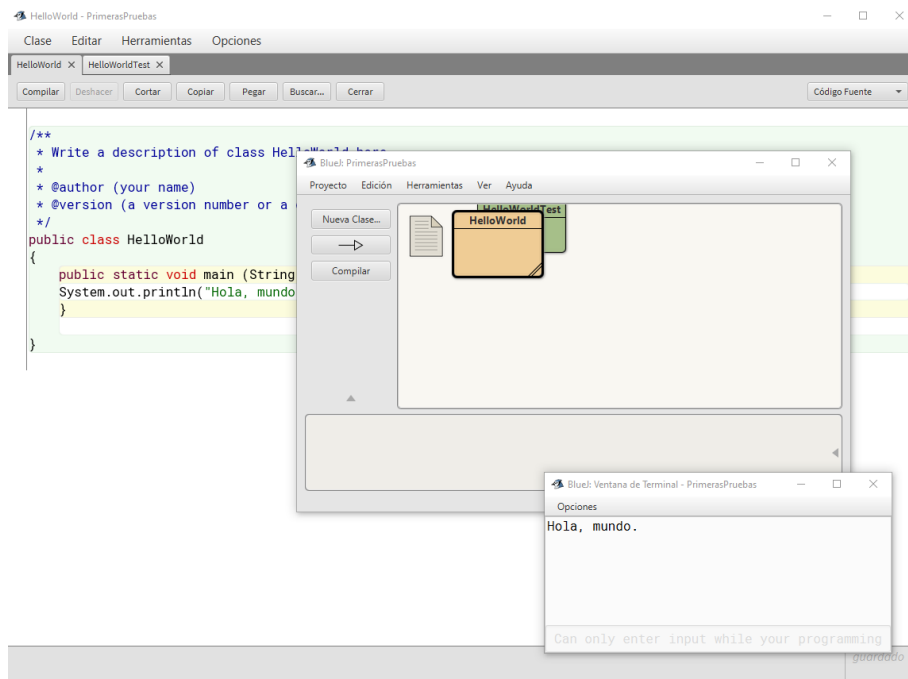 HelloWorld - PrimerasPruebas
Clase Editar Herramientas Opciones
HelloWorld HelloWorldTest
Compilar Deshacer Cortar Copiar Pegar Buscar... Cerrar Código Fuente
/**
* Write a description of class HelloWorld here.
*
* @author (your name)
* @version (a version number or a
*/
public class HelloWorld
{
public static void main (String
System.out.println("Hola, mundo
}
}
BlueJ: PrimerasPruebas
Proyecto Edición Herramientas Ver Ayuda
Nueva Clase...
Compilar
HelloWorldTest
HelloWorld
BlueJ: Ventana de Terminal - PrimerasPruebas
Opciones
Hola, mundo.
Can only enter input while your programming
guardado